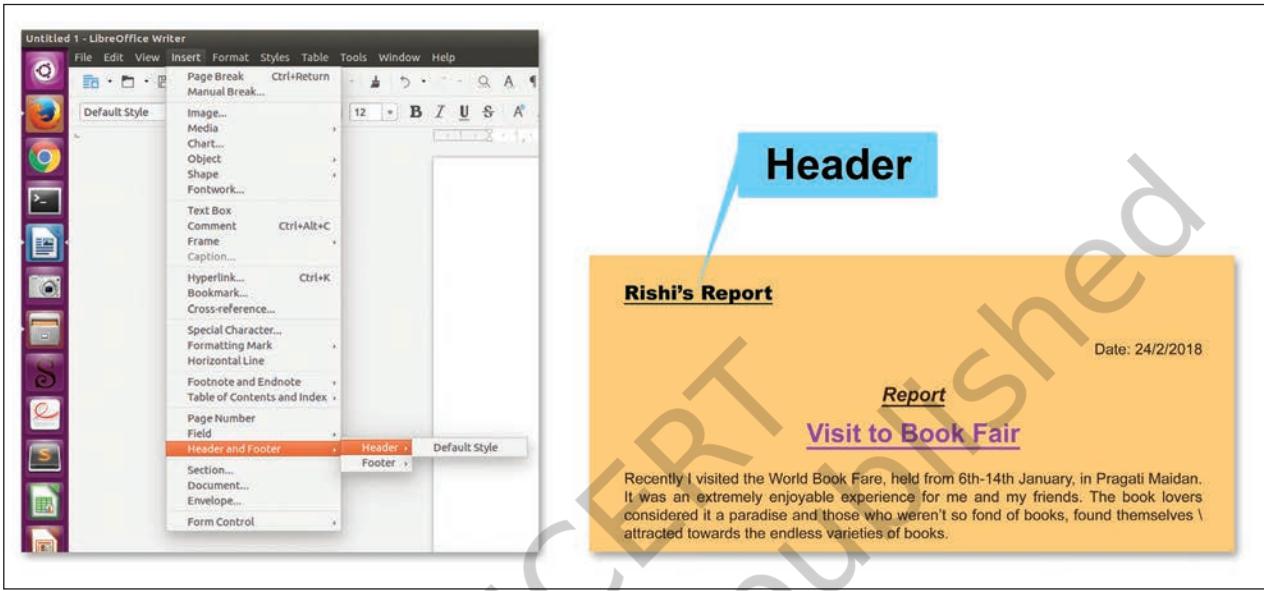 Untitled 1 - LibreOffice Writer
File Edit View Insert Format Styles Table Tools Window Help
Page Break Ctrl+Return
Manual Break...
Default Style
12
B I U S A
Image...
Media
Chart...
Object
Shape
Fontwork...
Text Box
Comment Ctrl+Alt+C
Frame
Caption...
Hyperlink... Ctrl+K
Bookmark...
Cross-reference...
Special Character...
Formatting Mark
Horizontal Line
Footnote and Endnote
Table of Contents and Index
Page Number
Field
Header and Footer
Header
Default Style
Footer
Section...
Document...
Envelope...
Form Control
Header
Rishi's Report
Date: 24/2/2018
Report
Visit to Book Fair
Recently I visited the World Book Fare, held from 6th-14th January, in Pragati Maidan.
It was an extremely enjoyable experience for me and my friends. The book lovers
considered it a paradise and those who weren't so fond of books, found themselves \
attracted towards the endless varieties of books.